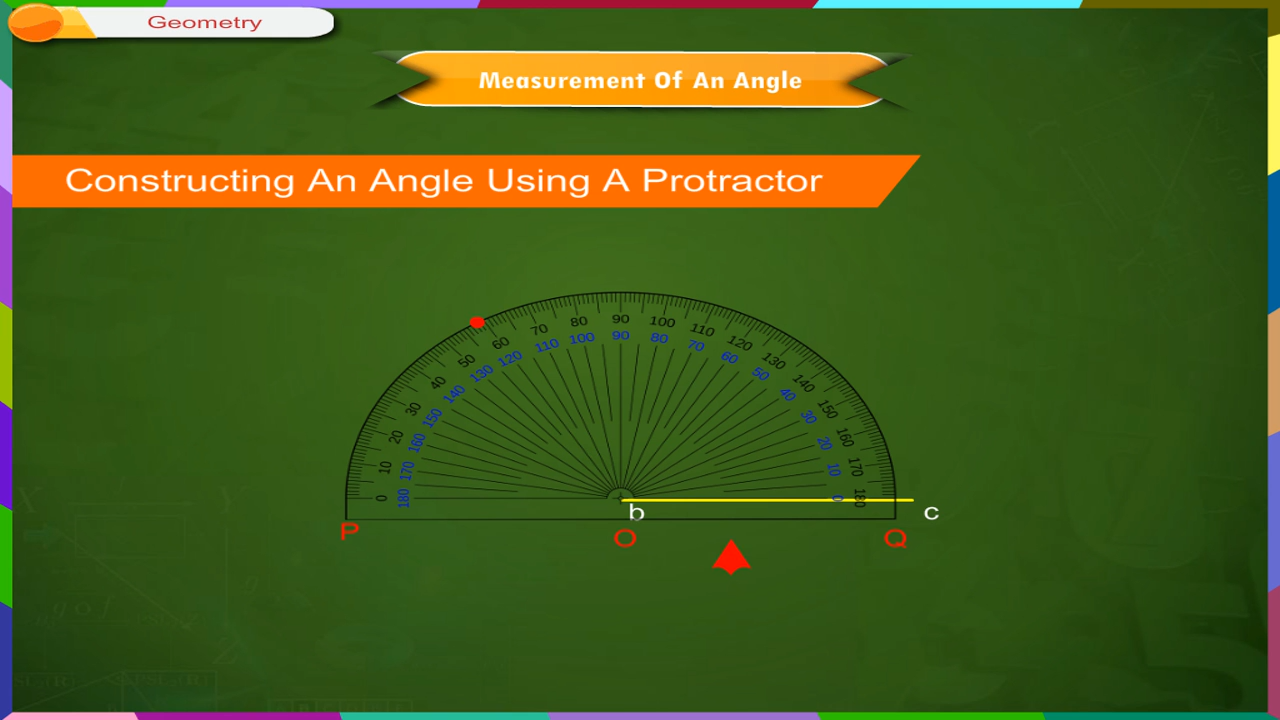 Geometry
Measurement Of An Angle
Constructing An Angle Using A Protractor
0 10 20 30 40 50 60 70 80 90 100 110 120 130 140 150 160 170 180
180 170 160 150 140 130 120 110 100 90 80 70 60 50 40 30 20 10 0
b c
P O Q